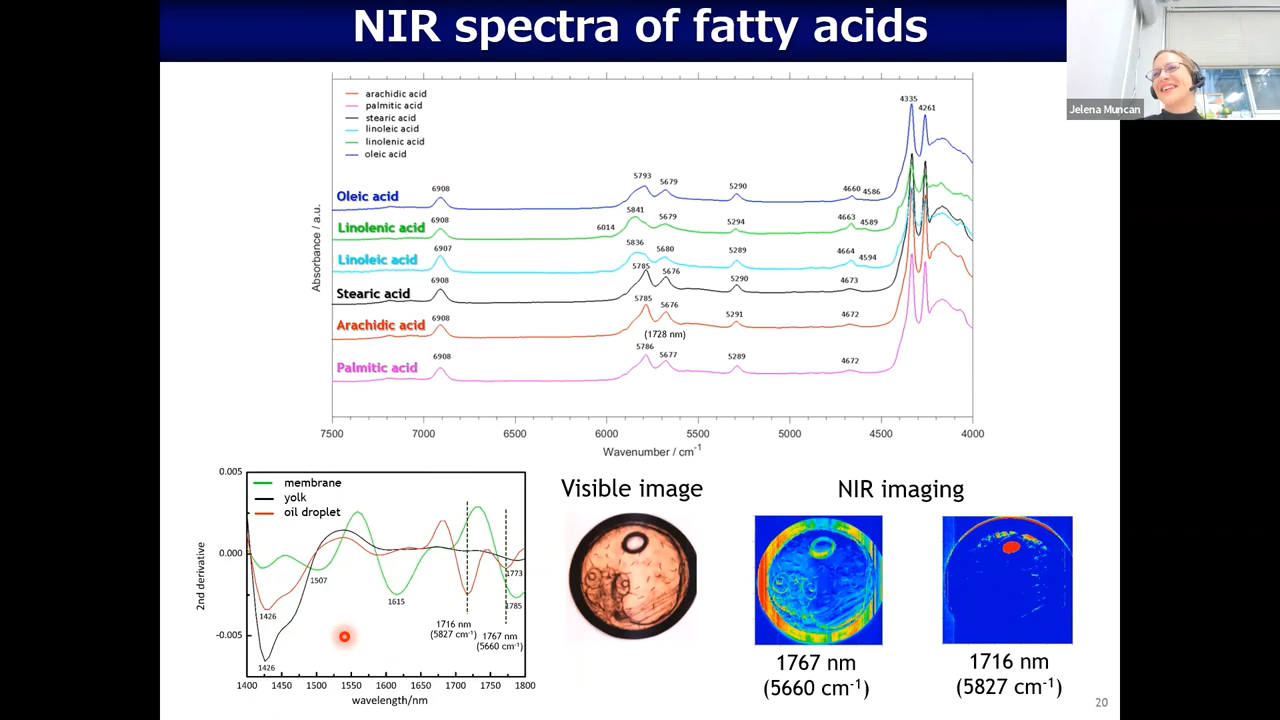 NIR spectra of fatty acids
Jelena Muncan
arachidic acid
palmitic acid
stearic acid
linoleic acid
linolenic acid
oleic acid
Absorbance / a.u.
4335
4261
Oleic acid
6908
5793
5679
5290
4660
4586
Linolenic acid
6908
6014
5841
5679
5294
4663
4589
Linoleic acid
6907
5836
5680
5289
4664
4594
Stearic acid
6908
5785
5676
5290
4673
Arachidic acid
6908
5785
5676
(1728 nm)
5291
4672
Palmitic acid
6908
5786
5677
5289
4672
7500
7000
6500
6000
5500
5000
4500
4000
Wavenumber / cm⁻¹
0.005
0.000
-0.005
2nd derivative
membrane
yolk
oil droplet
1507
1426
1426
1615
1773
1785
1716 nm
(5827 cm⁻¹)
1767 nm
(5660 cm⁻¹)
1400
1450
1500
1550
1600
1650
1700
1750
1800
wavelength/nm
Visible image
NIR imaging
1767 nm
(5660 cm⁻¹)
1716 nm
(5827 cm⁻¹)
20